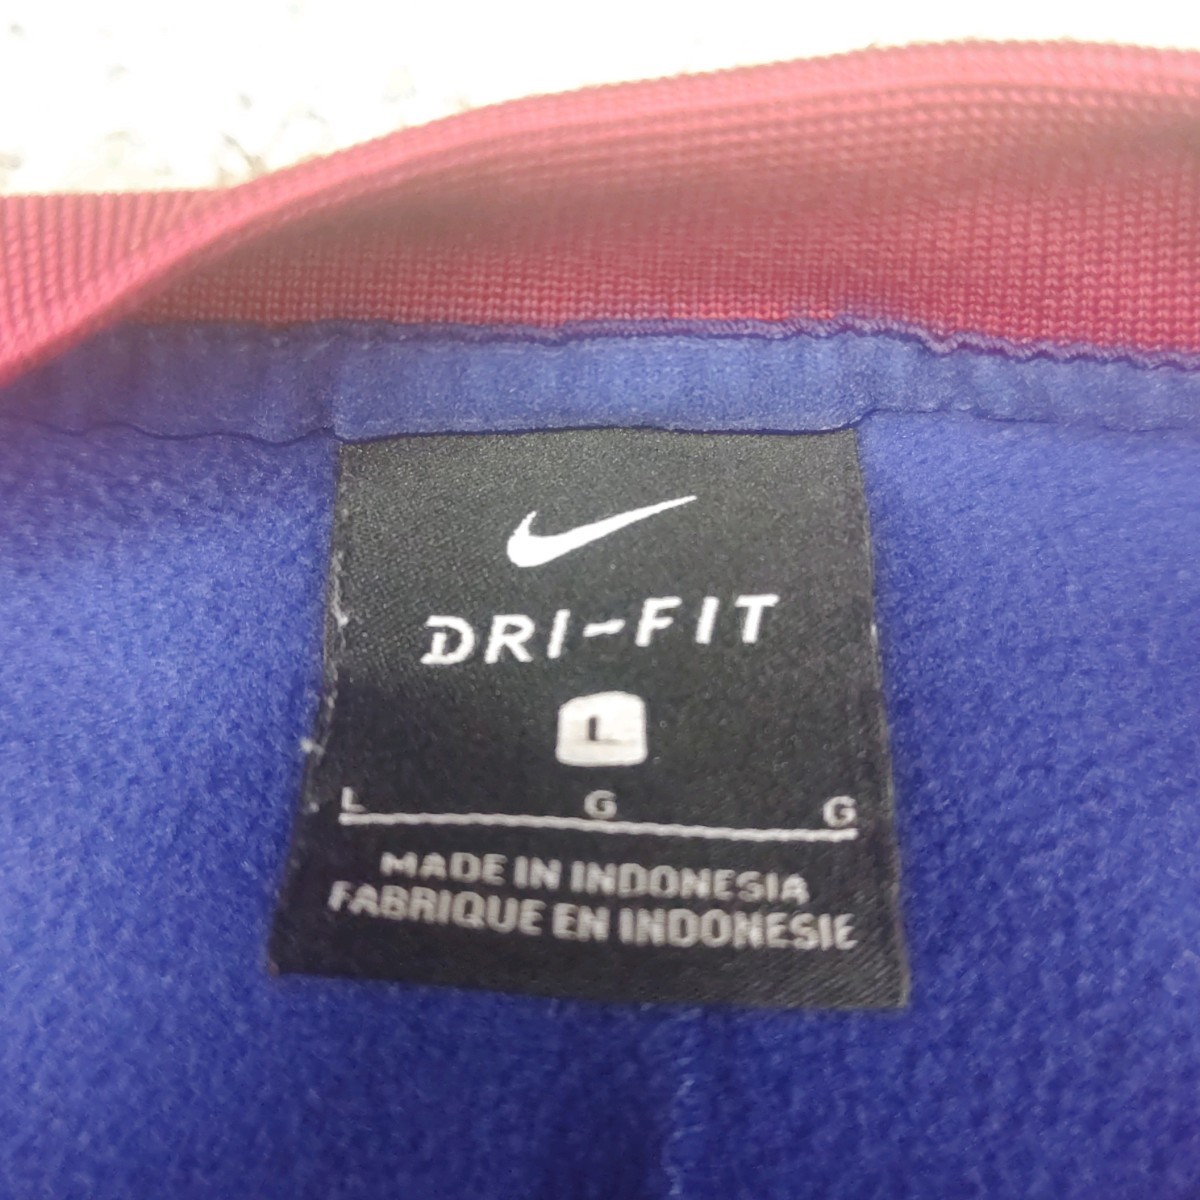 DRI-FIT
L
L G G
MADE IN INDONESIA
FABRIQUE EN INDONESIE